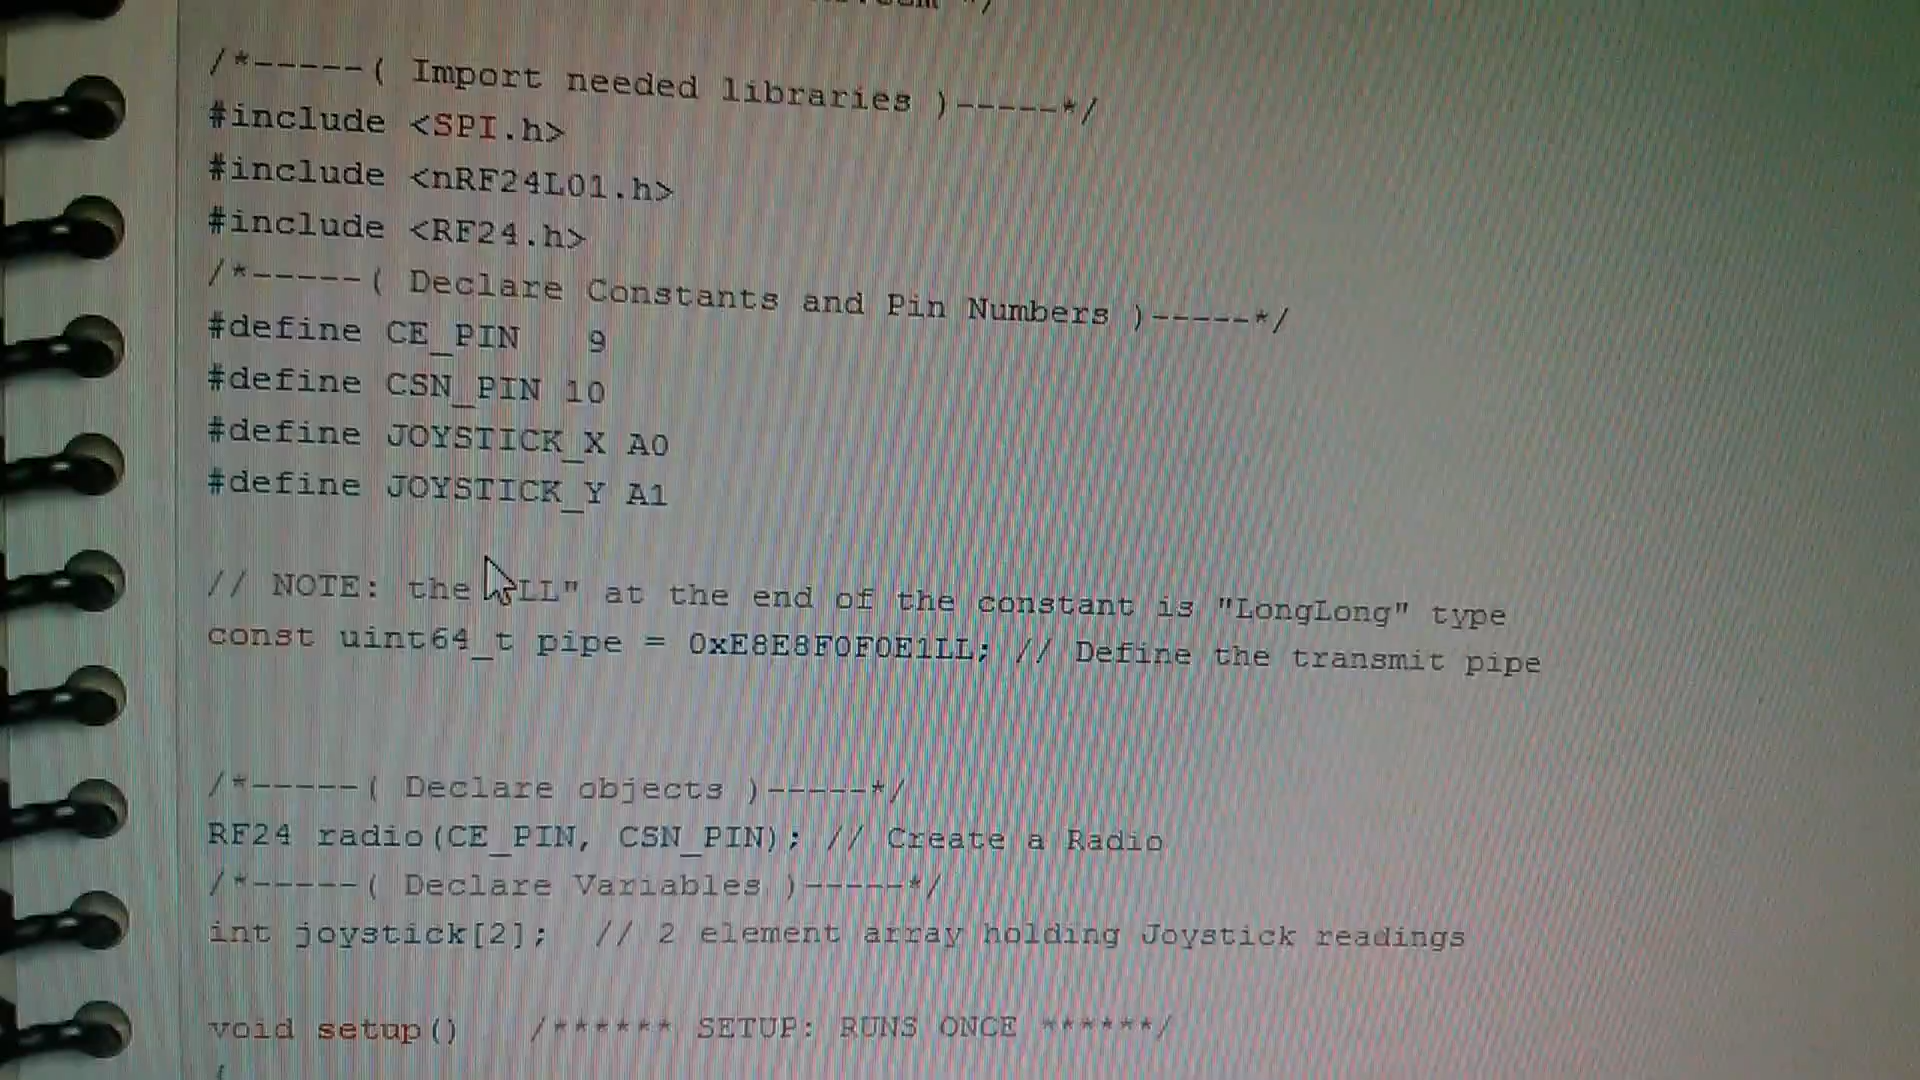 /*-----( Import needed libraries )-----*/
#include <SPI.h>
#include <nRF24L01.h>
#include <RF24.h>
/*-----( Declare Constants and Pin Numbers )-----*/
#define CE_PIN   9
#define CSN_PIN 10
#define JOYSTICK_X A0
#define JOYSTICK_Y A1
// NOTE: the LL" at the end of the constant is "LongLong" type
const uint64_t pipe = 0xE8E8F0F0E1LL; // Define the transmit pipe
/*-----( Declare objects )-----*/
RF24 radio(CE_PIN, CSN_PIN); // Create a Radio
/*-----( Declare Variables )-----*/
int joystick[2];  // 2 element array holding Joystick readings
void setup()   /****** SETUP: RUNS ONCE ******/
{